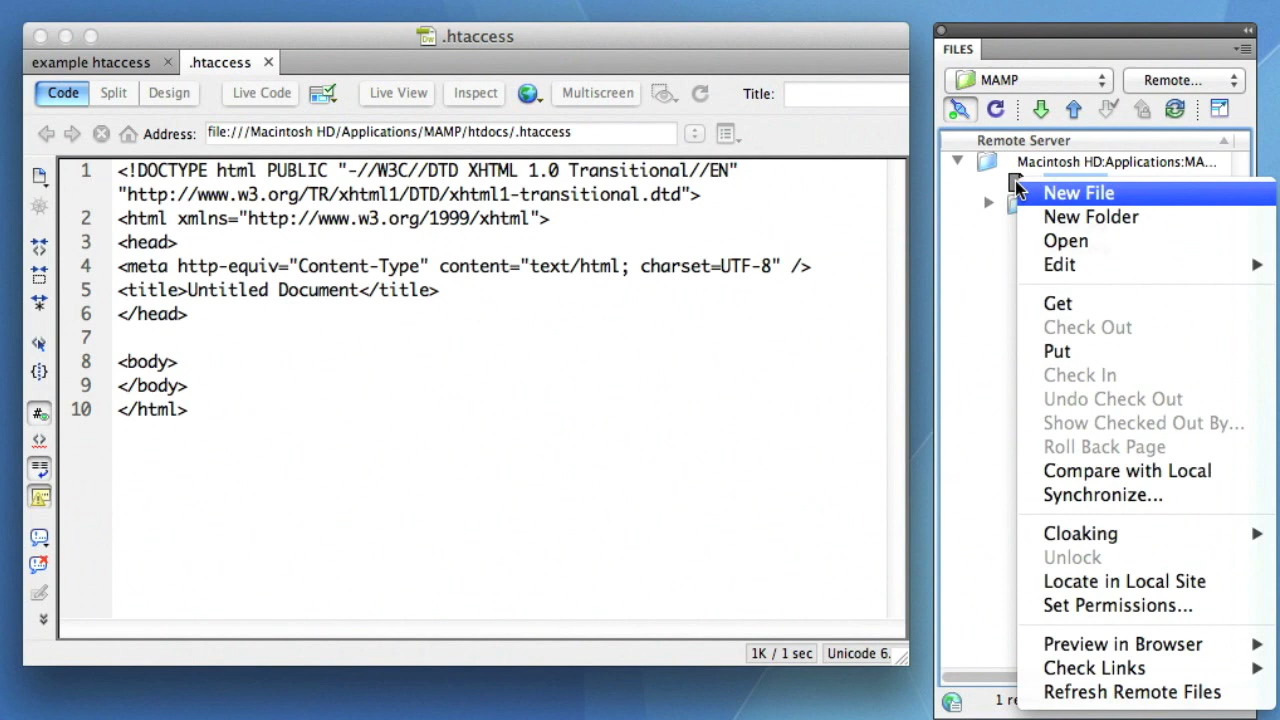 .htaccess
example htaccess
.htaccess
Code
Split
Design
Live Code
Live View
Inspect
Multiscreen
Title:
Address:
file:///Macintosh HD/Applications/MAMP/htdocs/.htaccess
1 <!DOCTYPE html PUBLIC "-//W3C//DTD XHTML 1.0 Transitional//EN"
"http://www.w3.org/TR/xhtml1/DTD/xhtml1-transitional.dtd">
2 <html xmlns="http://www.w3.org/1999/xhtml">
3 <head>
4 <meta http-equiv="Content-Type" content="text/html; charset=UTF-8" />
5 <title>Untitled Document</title>
6 </head>
7
8 <body>
9 </body>
10 </html>
1K / 1 sec
Unicode 6.
FILES
MAMP
Remote...
Remote Server
Macintosh HD:Applications:MA...
New File
New Folder
Open
Edit
Get
Check Out
Put
Check In
Undo Check Out
Show Checked Out By...
Roll Back Page
Compare with Local
Synchronize...
Cloaking
Unlock
Locate in Local Site
Set Permissions...
Preview in Browser
Check Links
Refresh Remote Files